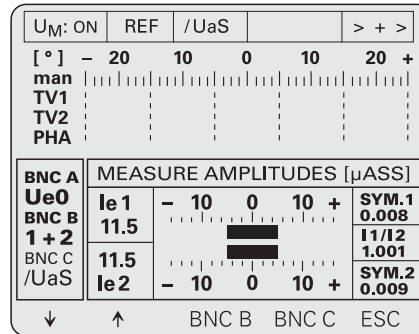 UM: ON REF /UaS > + >
[°] – 20 10 0 10 20 +
man
TV1
TV2
PHA
BNC A
Ue0
BNC B
1+2
BNC C
/UaS
MEASURE AMPLITUDES [µASS]
Ie 1
11.5
11.5
Ie 2
– 10 0 10 +
– 10 0 10 +
SYM.1
0.008
I1/I2
1.001
SYM.2
0.009
↓ ↑ BNC B BNC C ESC